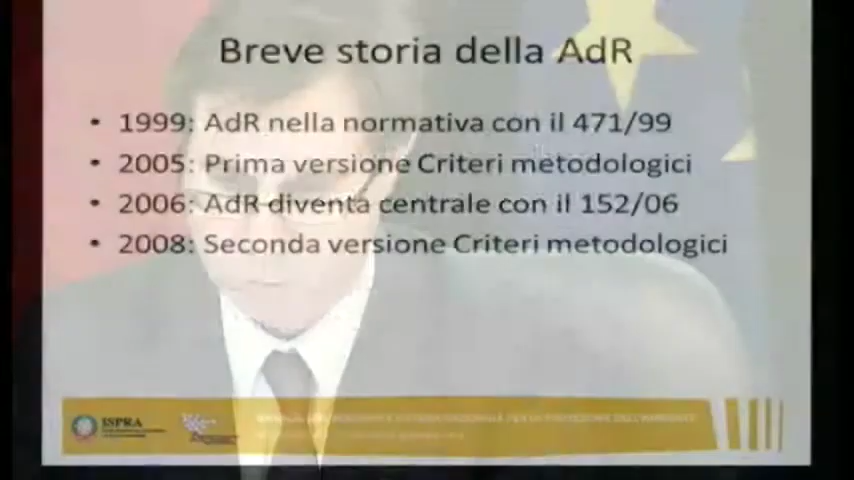 Breve storia della AdR
• 1999: AdR nella normativa con il 471/99
• 2005: Prima versione Criteri metodologici
• 2006: AdR diventa centrale con il 152/06
• 2008: Seconda versione Criteri metodologici
ISPRA